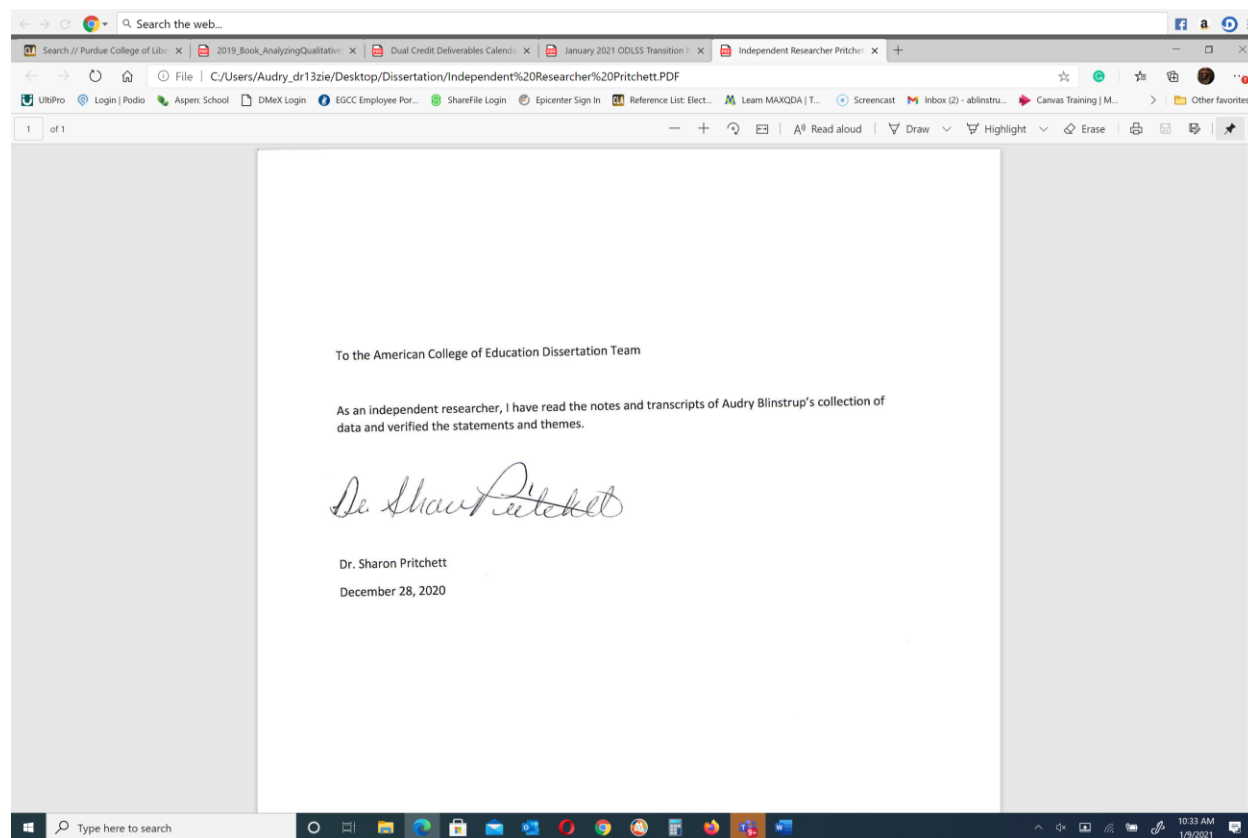 Search the web...
Search // Purdue College of Libe
2019_Book_AnalyzingQualitative
Dual Credit Deliverables Calenda
January 2021 ODLSS Transition N
Independent Researcher Pritchet
File | C:/Users/Audry_dr13zie/Desktop/Dissertation/Independent%20Researcher%20Pritchett.PDF
UltiPro
Login | Podio
Aspen: School
DMeX Login
EGCC Employee Por...
ShareFile Login
Epicenter Sign In
Reference List: Elect...
Learn MAXQDA | T...
Screencast
Inbox (2) - ablinstru...
Canvas Training | M...
Other favorites
1 of 1
Read aloud
Draw
Highlight
Erase
To the American College of Education Dissertation Team
As an independent researcher, I have read the notes and transcripts of Audry Blinstrup's collection of
data and verified the statements and themes.
Dr. Sharon Pritchett
Dr. Sharon Pritchett
December 28, 2020
Type here to search
10:33 AM
1/9/2021